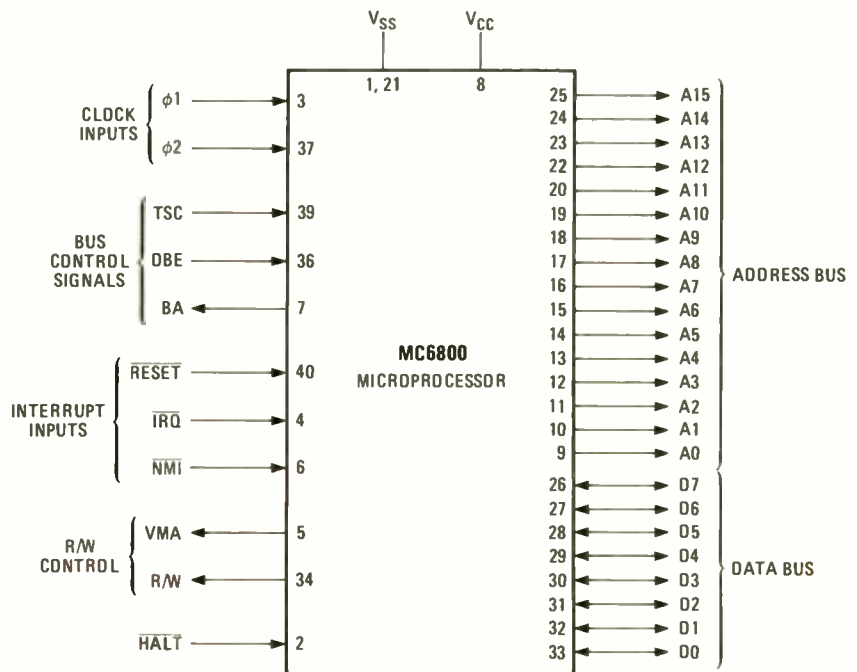 VSS VCC
1, 21 8
CLOCK INPUTS
ϕ1 3
ϕ2 37
BUS CONTROL SIGNALS
TSC 39
DBE 36
BA 7
INTERRUPT INPUTS
RESET 40
IRQ 4
NMI 6
R/W CONTROL
VMA 5
R/W 34
HALT 2
MC6800
MICROPROCESSOR
25 A15
24 A14
23 A13
22 A12
20 A11
19 A10
18 A9
17 A8
16 A7
15 A6
14 A5
13 A4
12 A3
11 A2
10 A1
9 A0
ADDRESS BUS
26 D7
27 D6
28 D5
29 D4
30 D3
31 D2
32 D1
33 D0
DATA BUS